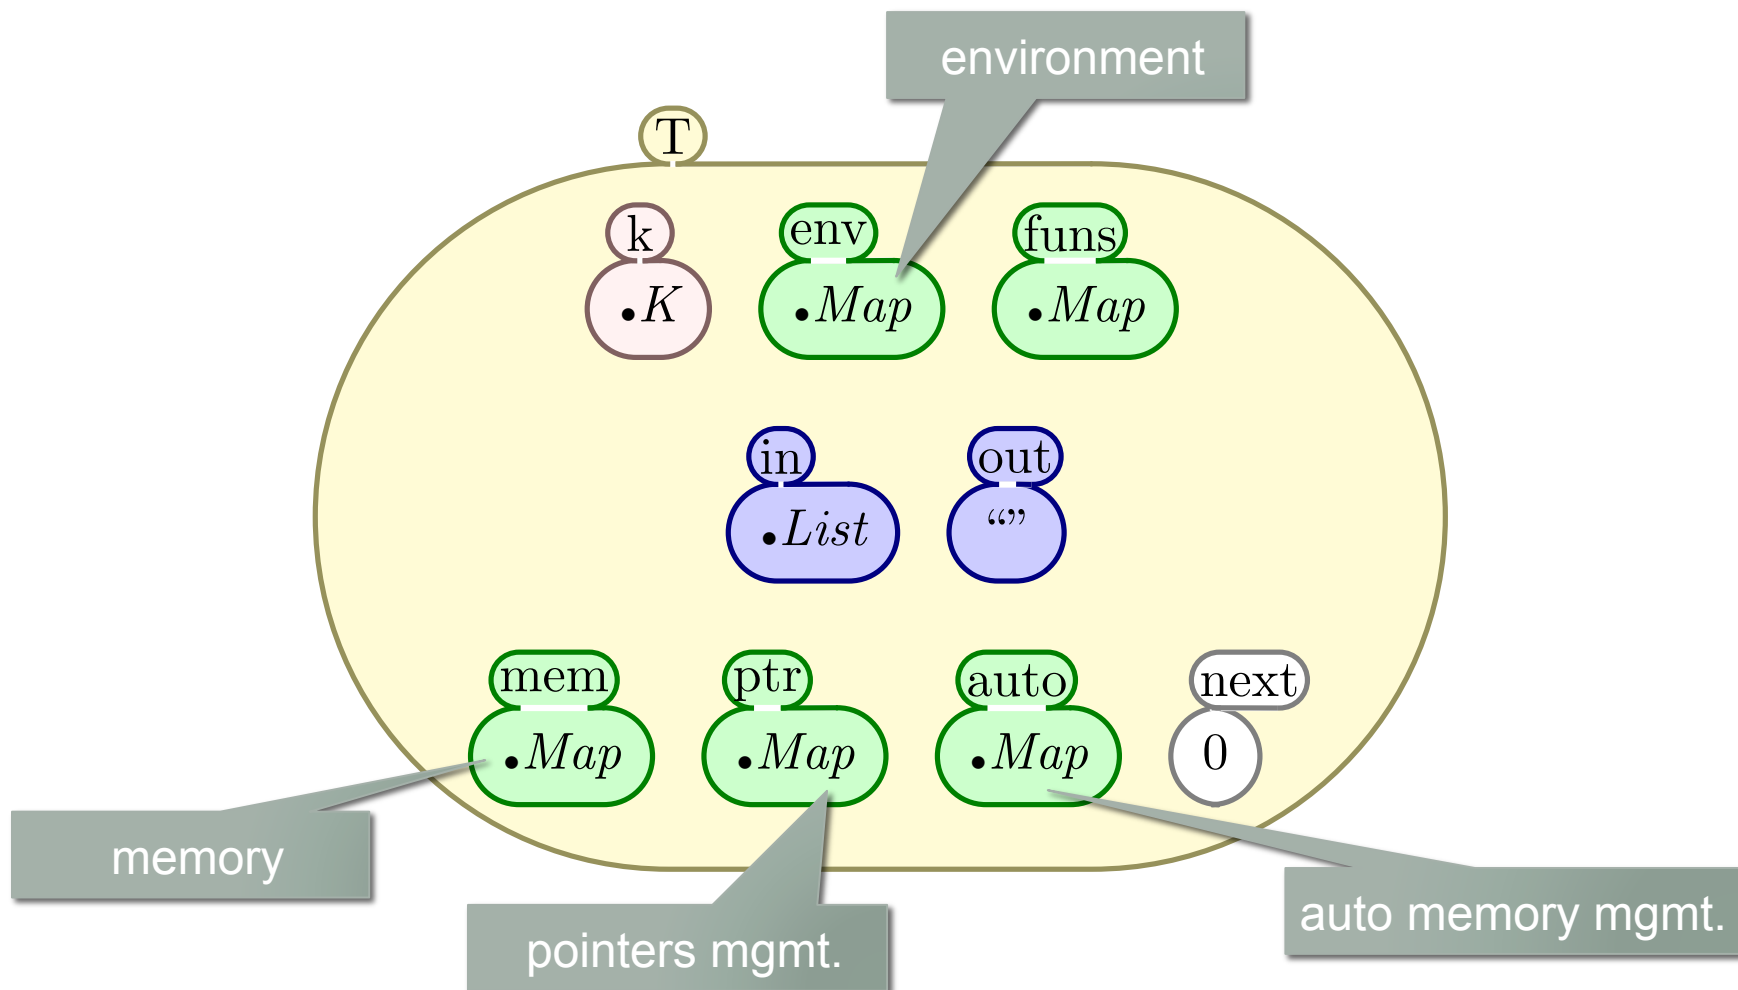 environment
T
k env funs
•K •Map •Map
in out
•List “”
mem ptr auto next
•Map •Map •Map 0
memory
auto memory mgmt.
pointers mgmt.